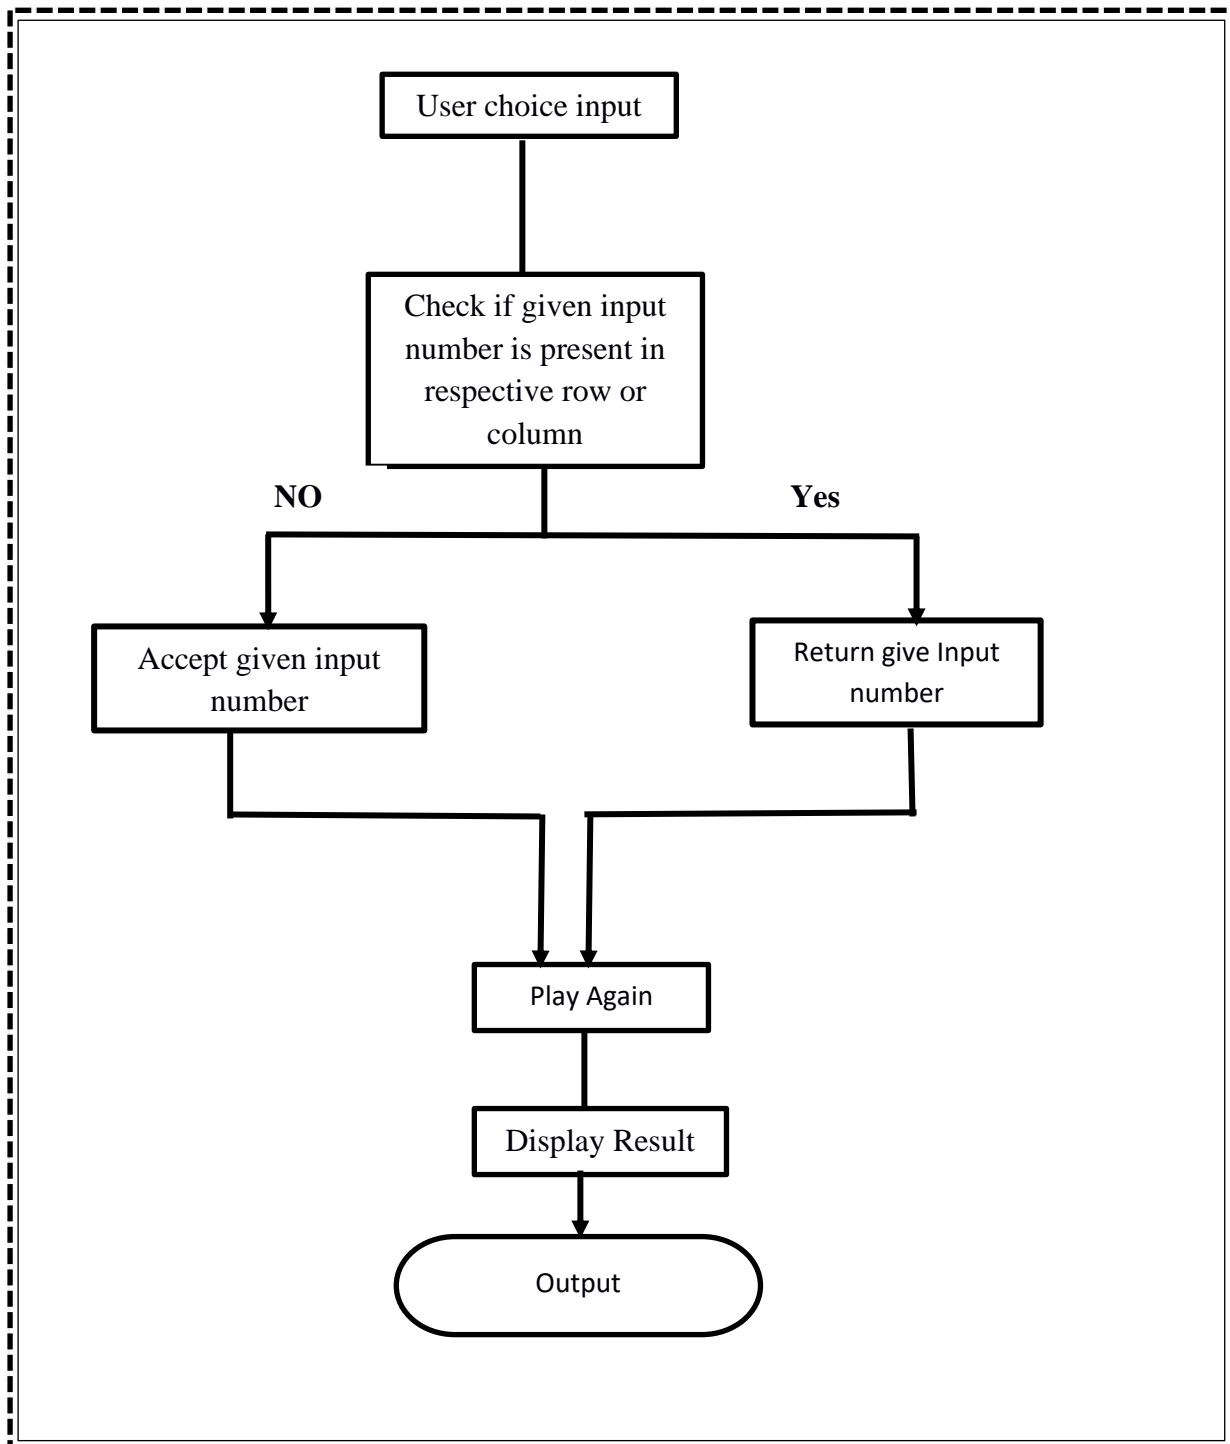 User choice input
Check if given input
number is present in
respective row or
column
NO
Yes
Accept given input
number
Return give Input
number
Play Again
Display Result
Output